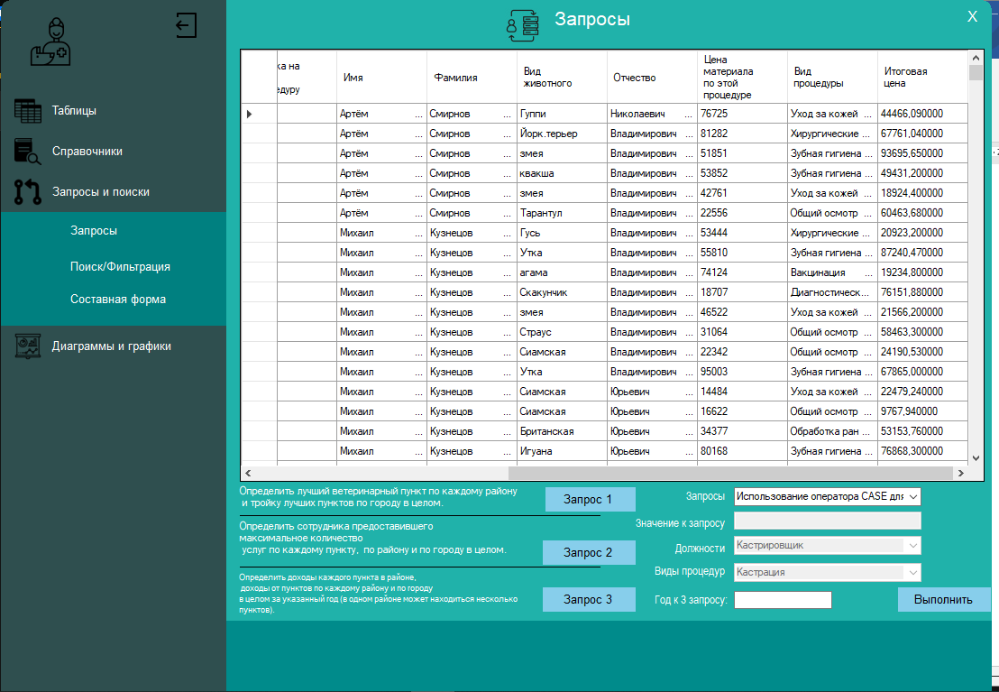 Запросы
X
Таблицы
Справочники
Запросы и поиски
Запросы
Поиск/Фильтрация
Составная форма
Диаграммы и графики
ка на едуру Имя Фамилия Вид животного Отчество Цена материала по этой процедуре Вид процедуры Итоговая цена
Артём ... Смирнов ... Гуппи Николаевич ... 76725 Уход за кожей ... 44466,090000
Артём ... Смирнов ... Йорк.терьер Владимирович ... 81282 Хирургические ... 67761,040000
Артём ... Смирнов ... змея Владимирович ... 51851 Зубная гигиена ... 93695,650000
Артём ... Смирнов ... квакша Владимирович ... 53852 Зубная гигиена ... 49431,200000
Артём ... Смирнов ... змея Владимирович ... 42761 Уход за кожей ... 18924,400000
Артём ... Смирнов ... Тарантул Владимирович ... 22556 Общий осмотр ... 60463,680000
Михаил ... Кузнецов ... Гусь Владимирович ... 53444 Хирургические ... 20923,200000
Михаил ... Кузнецов ... Утка Владимирович ... 55810 Зубная гигиена ... 87240,470000
Михаил ... Кузнецов ... агама Владимирович ... 74124 Вакцинация ... 19234,800000
Михаил ... Кузнецов ... Скакунчик Владимирович ... 18707 Диагностическ... 76151,880000
Михаил ... Кузнецов ... змея Владимирович ... 46522 Уход за кожей ... 21566,200000
Михаил ... Кузнецов ... Страус Владимирович ... 31064 Общий осмотр ... 58463,300000
Михаил ... Кузнецов ... Сиамская Владимирович ... 22342 Общий осмотр ... 24190,530000
Михаил ... Кузнецов ... Утка Владимирович ... 95003 Зубная гигиена ... 67865,000000
Михаил ... Кузнецов ... Сиамская Юрьевич ... 14484 Уход за кожей ... 22479,240000
Михаил ... Кузнецов ... Сиамская Юрьевич ... 16622 Общий осмотр ... 9767,940000
Михаил ... Кузнецов ... Британская Юрьевич ... 34377 Обработка ран ... 53153,760000
Михаил ... Кузнецов ... Игуана Юрьевич ... 80168 Зубная гигиена ... 76868,300000
Определить лучший ветеринарный пункт по каждому району
и тройку лучших пунктов по городу в целом.
Запрос 1
Определить сотрудника предоставившего
максимальное количество
услуг по каждому пункту, по району и по городу в целом.
Запрос 2
Определить доходы каждого пункта в районе,
доходы от пунктов по каждому району и по городу
в целом за указанный год (в одном районе может находиться несколько
пунктов).
Запрос 3
Запросы Использование оператора CASE для
Значение к запросу
Должности Кастрировщик
Виды процедур Кастрация
Год к 3 запросу:
Выполнить